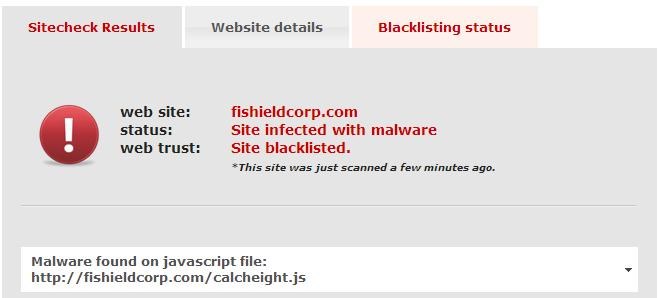 Sitecheck Results
Website details
Blacklisting status
web site: fishieldcorp.com
status: Site infected with malware
web trust: Site blacklisted.
*This site was just scanned a few minutes ago.
Malware found on javascript file:
http://fishieldcorp.com/calcheight.js